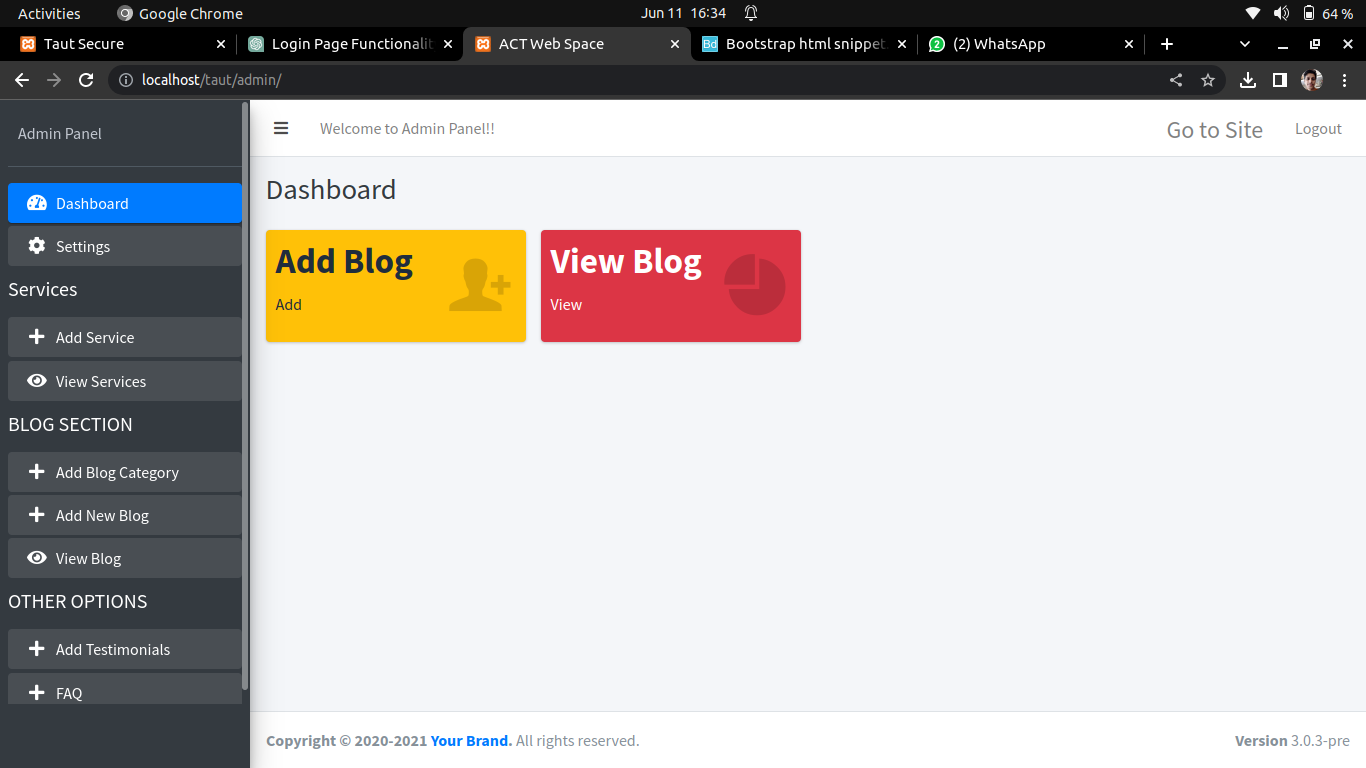 Activities Google Chrome Jun 11 16:34 64 %
Taut Secure Login Page Functionalit ACT Web Space Bootstrap html snippet (2) WhatsApp
localhost/taut/admin/
Admin Panel
Welcome to Admin Panel!! Go to Site Logout
Dashboard
Settings
Services
Add Service
View Services
BLOG SECTION
Add Blog Category
Add New Blog
View Blog
OTHER OPTIONS
Add Testimonials
FAQ
Dashboard
Add Blog
Add
View Blog
View
Copyright © 2020-2021 Your Brand. All rights reserved. Version 3.0.3-pre